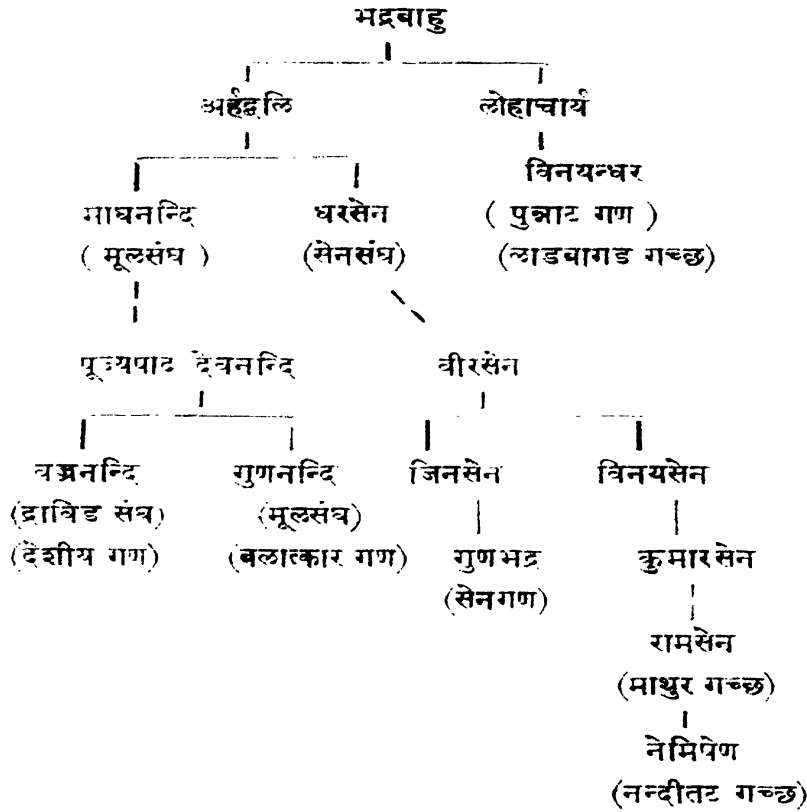 भद्रबाहु
अर्हद्बलि लोहाचार्य
विनयन्धर
माघनन्दि धरसेन ( पुन्नाट गण )
( मूलसंघ ) (सेनसंघ) (लाडबागड गच्छ)
पूज्यपाद देवनन्दि वीरसेन
वज्रनन्दि गुणनन्दि जिनसेन विनयसेन
(द्राविड संघ) (मूलसंघ)
(देशीय गण) (बलात्कार गण) गुणभद्र कुमारसेन
(सेनगण)
रामसेन
(माथुर गच्छ)
नेमिषेण
(नन्दीतट गच्छ)